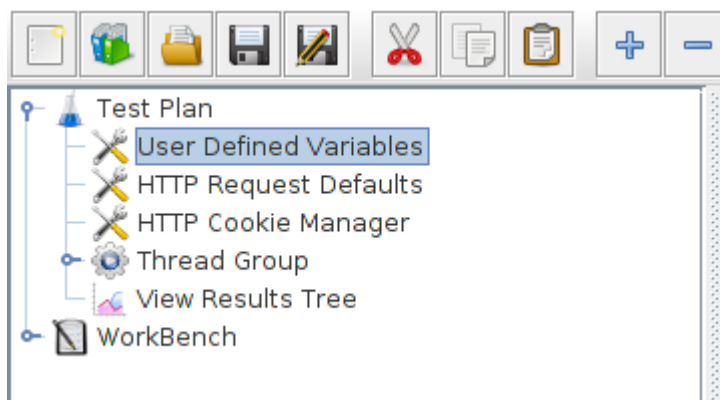 Test Plan
User Defined Variables
HTTP Request Defaults
HTTP Cookie Manager
Thread Group
View Results Tree
WorkBench